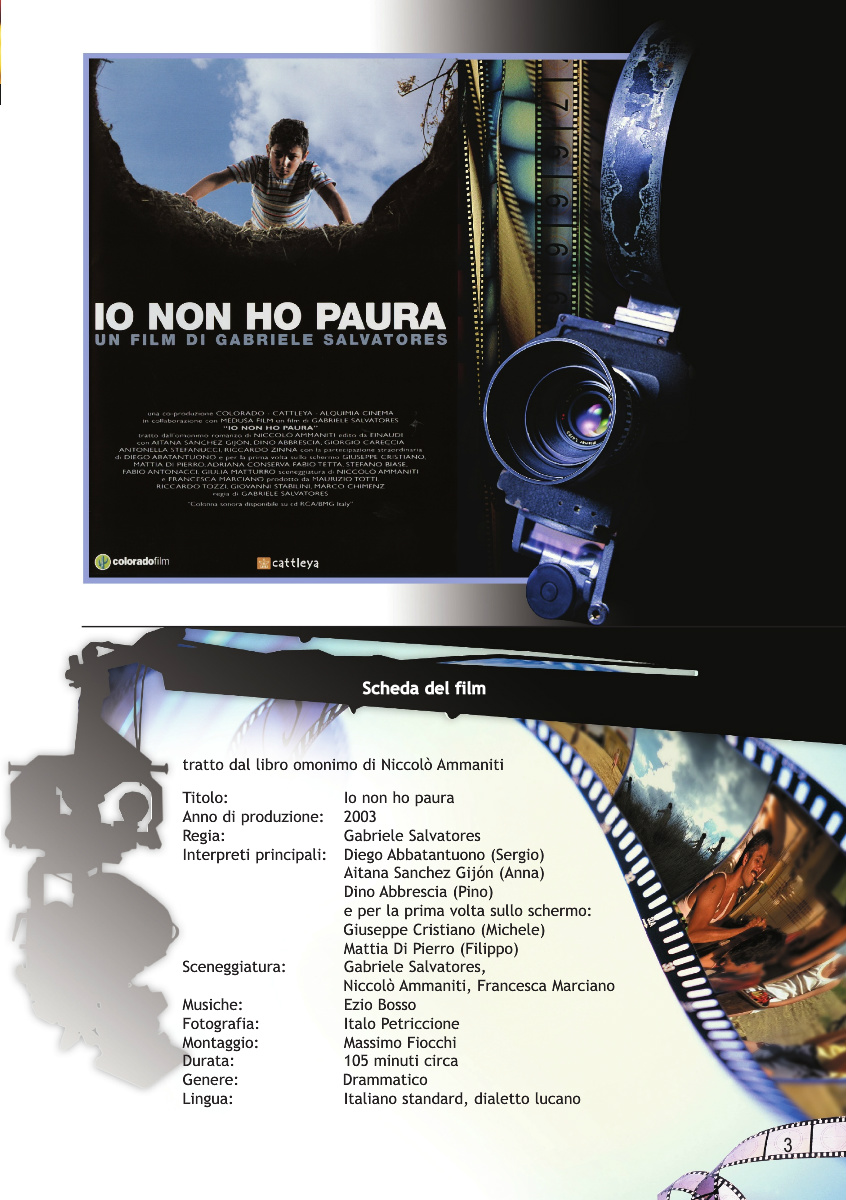 IO NON HO PAURA
UN FILM DI GABRIELE SALVATORES
una co-produzione COLORADO - CATTLEYA - ALQUIMIA CINEMA
in collaborazione con MEDUSA FILM un film di GABRIELE SALVATORES
"IO NON HO PAURA"
tratto dall'omonimo romanzo di NICCOLÒ AMMANITI edito da EINAUDI
con AITANA SANCHEZ GIJÓN, DINO ABBRESCIA, GIORGIO CARECCIA
ANTONELLA STEFANUCCI, RICCARDO ZINNA con la partecipazione straordinaria
di DIEGO ABATANTUONO e per la prima volta sullo schermo GIUSEPPE CRISTIANO,
MATTIA DI PIERRO, ADRIANA CONSERVA FABIO TETTA, STEFANO BIASE,
FABIO ANTONACCI, GIULIA MATTURRO sceneggiatura di NICCOLÒ AMMANITI
e FRANCESCA MARCIANO prodotto da MAURIZIO TOTTI,
RICCARDO TOZZI, GIOVANNI STABILINI, MARCO CHIMENZ
regia di GABRIELE SALVATORES
"Colonna sonora disponibile su cd RCA/BMG Italy"
coloradofilm
cattleya
Scheda del film
tratto dal libro omonimo di Niccolò Ammaniti
Titolo: Io non ho paura
Anno di produzione: 2003
Regia: Gabriele Salvatores
Interpreti principali: Diego Abbatantuono (Sergio)
Aitana Sanchez Gijón (Anna)
Dino Abbrescia (Pino)
e per la prima volta sullo schermo:
Giuseppe Cristiano (Michele)
Mattia Di Pierro (Filippo)
Sceneggiatura: Gabriele Salvatores,
Niccolò Ammaniti, Francesca Marciano
Musiche: Ezio Bosso
Fotografia: Italo Petriccione
Montaggio: Massimo Fiocchi
Durata: 105 minuti circa
Genere: Drammatico
Lingua: Italiano standard, dialetto lucano
3